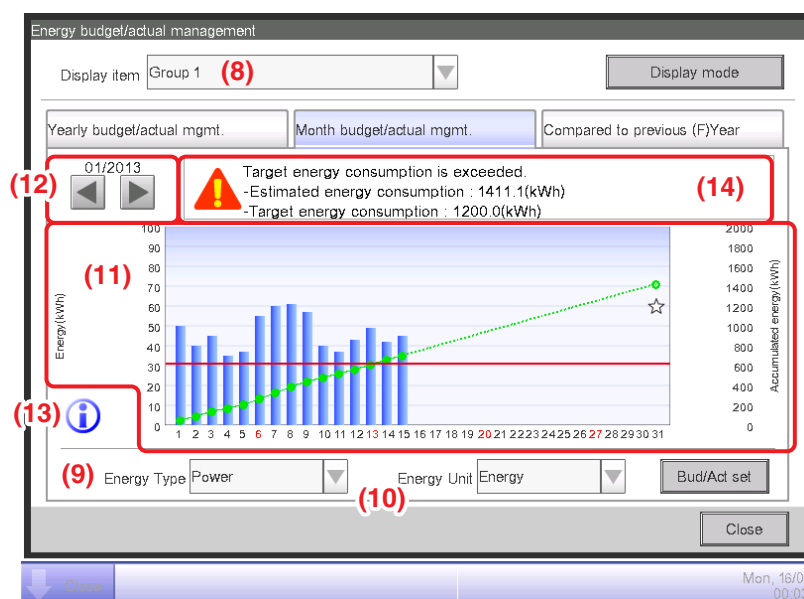 Energy budget/actual management
Display item Group 1 (8) Display mode
Yearly budget/actual mgmt. Month budget/actual mgmt. Compared to previous (F)Year
(12) 01/2013
Target energy consumption is exceeded.
-Estimated energy consumption : 1411.1(kWh)
-Target energy consumption : 1200.0(kWh)
(14)
(11)
Energy(kWh)
100
90
80
70
60
50
40
30
20
10
0
2000
1800
1600
1400
1200
1000
800
600
400
200
0
Accumulated energy(kWh)
1 2 3 4 5 6 7 8 9 10 11 12 13 14 15 16 17 18 19 20 21 22 23 24 25 26 27 28 29 30 31
(13)
(9) Energy Type Power (10) Energy Unit Energy Bud/Act set
Close
Close
Mon, 16/0